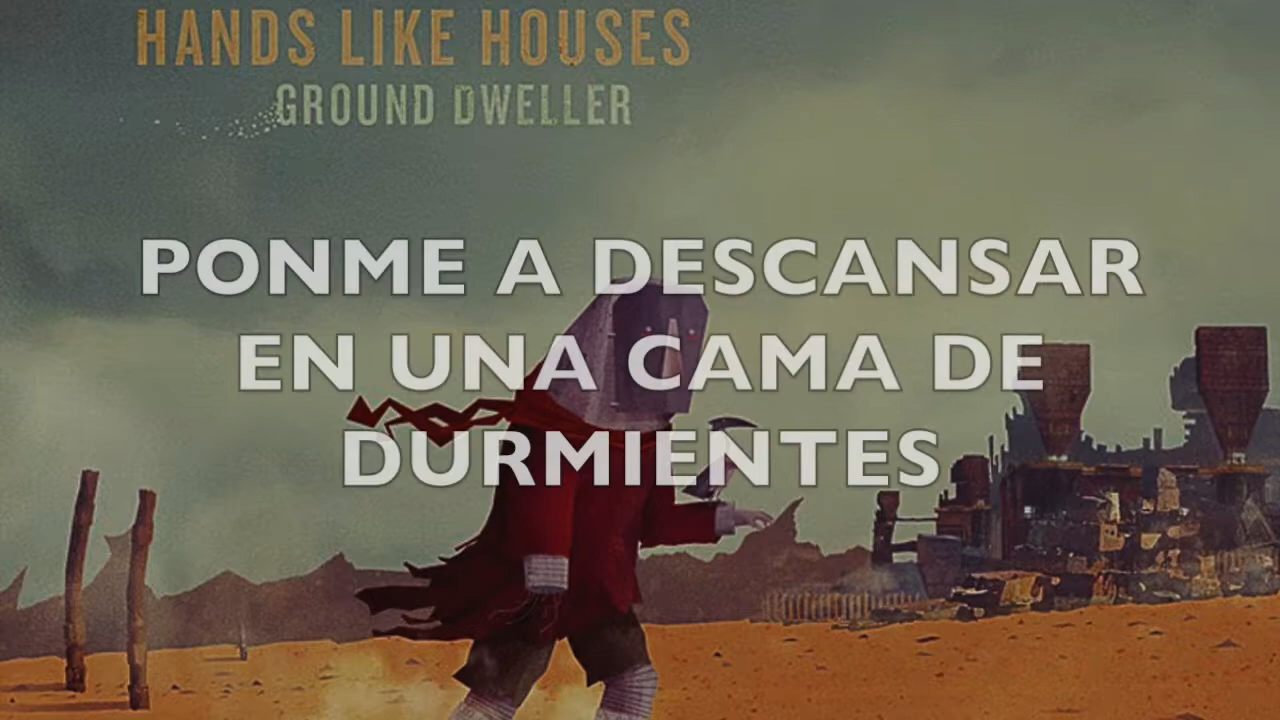 HANDS LIKE HOUSES
GROUND DWELLER
PONME A DESCANSAR
EN UNA CAMA DE
DURMIENTES